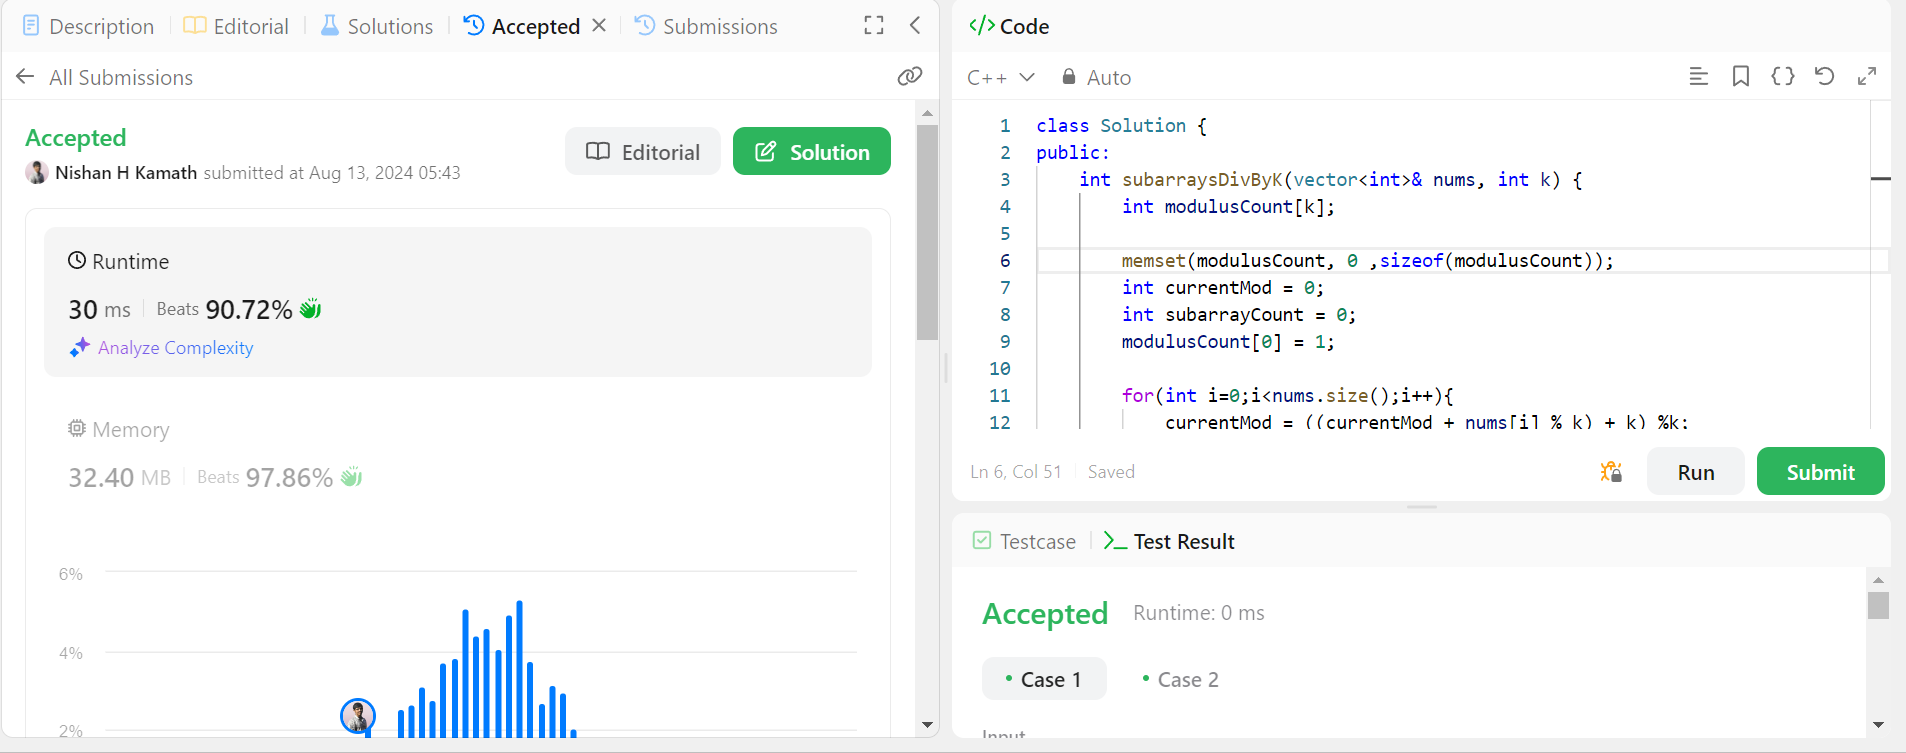 Description Editorial Solutions Accepted Submissions
All Submissions
Accepted
Nishan H Kamath submitted at Aug 13, 2024 05:43
Editorial
Solution
Runtime
30 ms Beats 90.72%
Analyze Complexity
Memory
32.40 MB Beats 97.86%
6%
4%
2%
</> Code
C++ Auto
1 class Solution {
2 public:
3 int subarraysDivByK(vector<int>& nums, int k) {
4 int modulusCount[k];
5
6 memset(modulusCount, 0 ,sizeof(modulusCount));
7 int currentMod = 0;
8 int subarrayCount = 0;
9 modulusCount[0] = 1;
10
11 for(int i=0;i<nums.size();i++){
12 currentMod = ((currentMod + nums[i] % k) + k) %k;
Ln 6, Col 51 Saved
Run
Submit
Testcase >_ Test Result
Accepted Runtime: 0 ms
Case 1 Case 2
Input